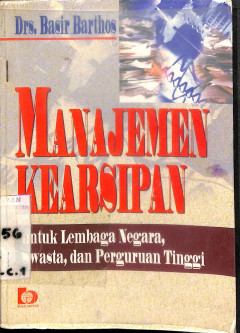 Drs. Basir Barthos
MANAJEMEN
KEARSIPAN
ntuk Lembaga Negara,
wasta, dan Perguruan Tinggi
56
C.1